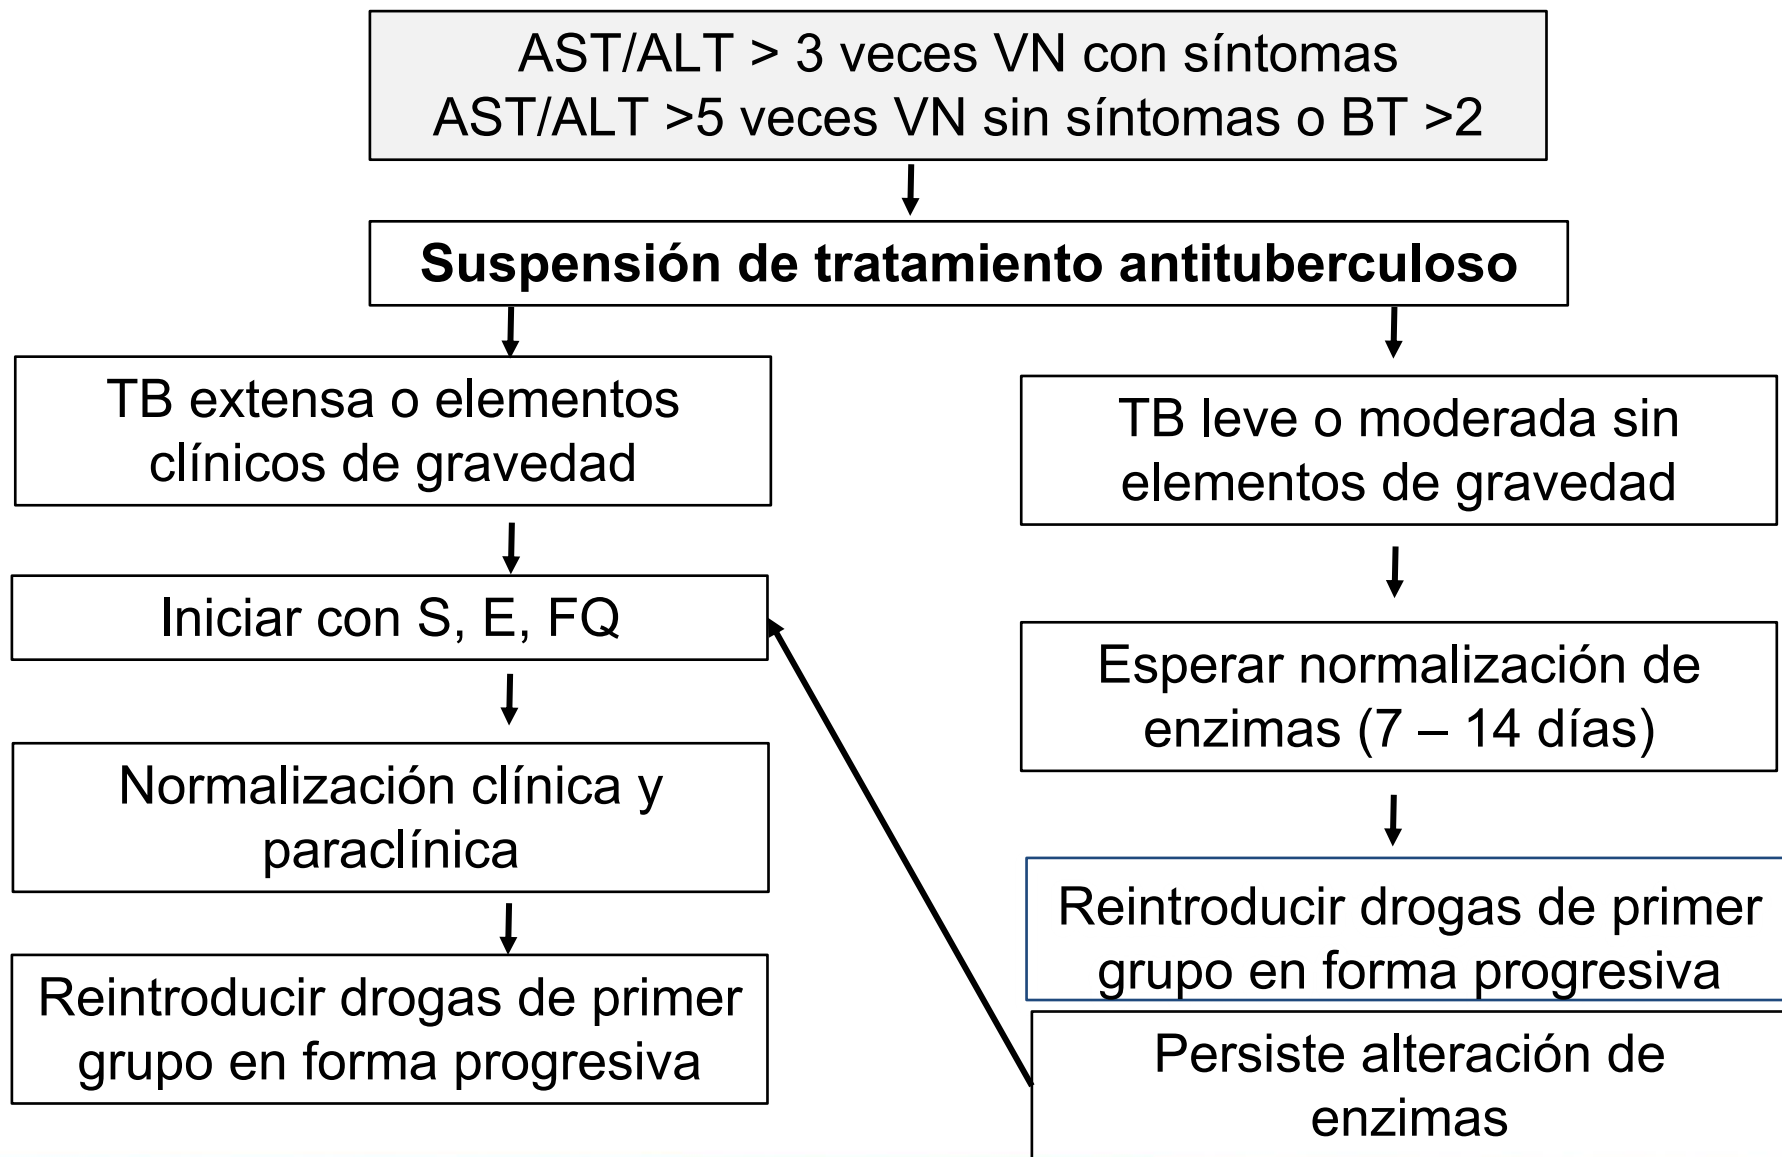 AST/ALT > 3 veces VN con síntomas
AST/ALT >5 veces VN sin síntomas o BT >2
Suspensión de tratamiento antituberculoso
TB extensa o elementos
clínicos de gravedad
Iniciar con S, E, FQ
Normalización clínica y
paraclínica
Reintroducir drogas de primer
grupo en forma progresiva
TB leve o moderada sin
elementos de gravedad
Esperar normalización de
enzimas (7 – 14 días)
Reintroducir drogas de primer
grupo en forma progresiva
Persiste alteración de
enzimas